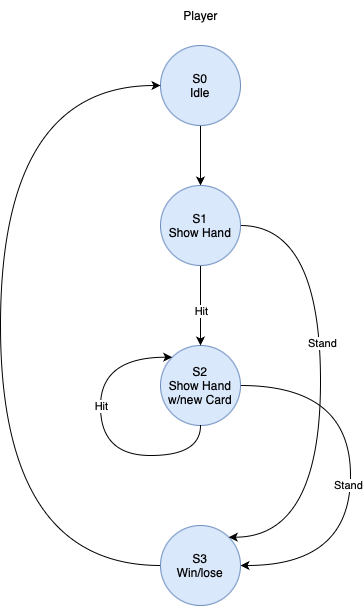 Player
S0
Idle
S1
Show Hand
Hit
Stand
S2
Show Hand
w/new Card
Hit
Stand
S3
Win/lose